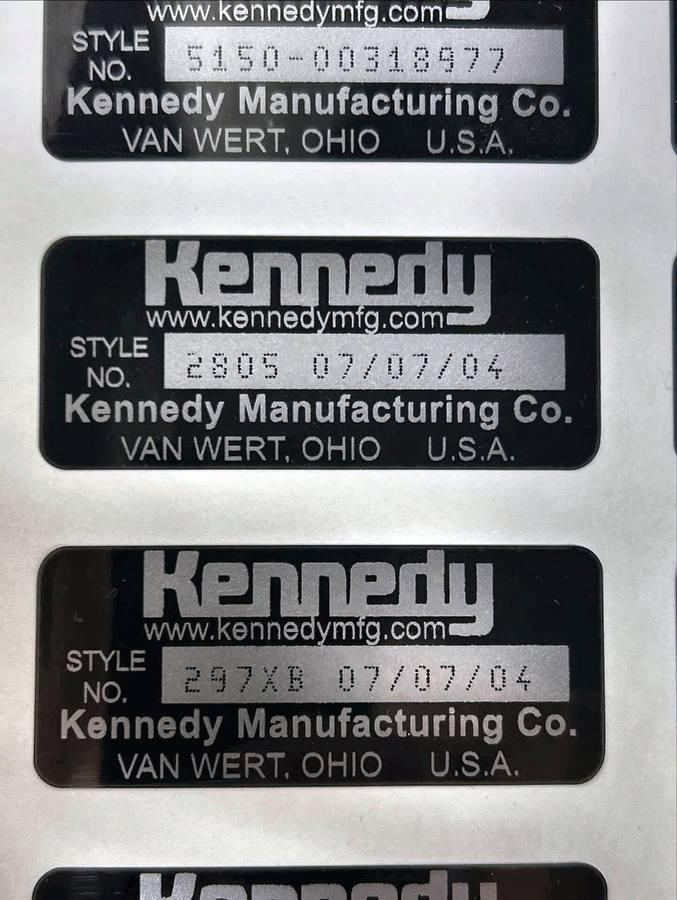 www.kennedymfg.com
STYLE NO. 5150-00318977
Kennedy Manufacturing Co.
VAN WERT, OHIO U.S.A.
Kennedy
www.kennedymfg.com
STYLE NO. 2805 07/07/04
Kennedy Manufacturing Co.
VAN WERT, OHIO U.S.A.
Kennedy
www.kennedymfg.com
STYLE NO. 297XB 07/07/04
Kennedy Manufacturing Co.
VAN WERT, OHIO U.S.A.
Kennedy